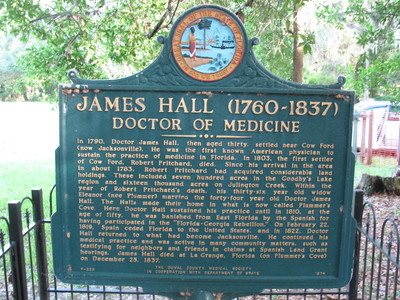 JAMES HALL (1760-1837)
DOCTOR OF MEDICINE
In 1790, Doctor James Hall, then aged thirty, settled near Cow Ford
(now Jacksonville). He was the first known American physician to
sustain the practice of medicine in Florida. In 1803, the first settler
of Cow Ford, Robert Pritchard, died. Since his arrival in the area
in about 1783, Robert Pritchard had acquired considerable land
holdings. These included seven hundred acres in the Goodby's Lake
region and sixteen thousand acres on Julington Creek. Within the
year of Robert Pritchard's death, his thirty-six year old widow
Eleanor (nee Plummer) married the forty-four year old Doctor James
Hall. The Halls made their home in what is now called Plummer's
Cove. Here Doctor Hall sustained his practice until in 1810, at the
age of fifty, he was banished from East Florida by the Spanish for
having participated in the "Florida-Georgia Rebellion." On February 22,
1819, Spain ceded Florida to the United States, and in 1822, Doctor
Hall returned to what had become Jacksonville. He continued his
medical practice and was active in many community matters, such as
testifying for neighbors and friends in claims at Spanish Land Grant
hearings. James Hall died at La Grange, Florida (on Plummer's Cove)
on December 25, 1837.
DUVAL COUNTY MEDICAL SOCIETY
IN COOPERATION WITH DEPARTMENT OF STATE
1974